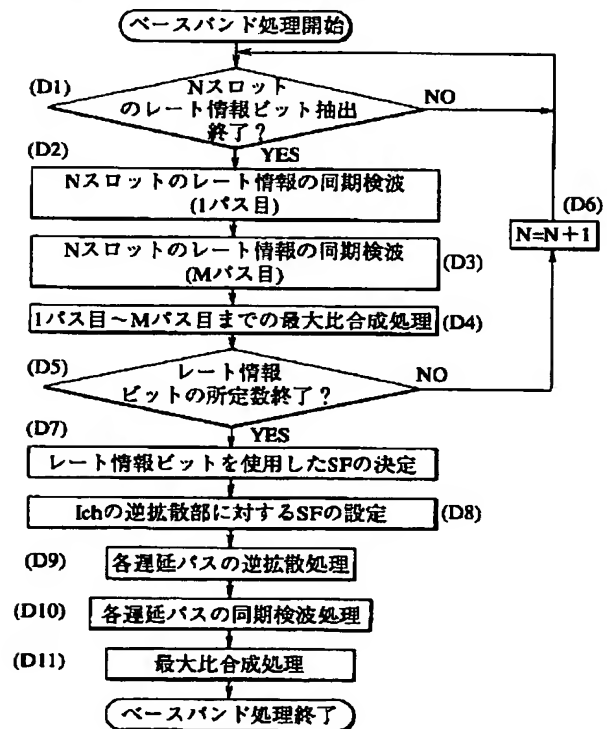 ベースバンド処理開始
(D1)
Nスロット
のレート情報ビット抽出
終了？
NO
(D2)
YES
Nスロットのレート情報の同期検波
(1パス目)
(D6)
N=N+1
Nスロットのレート情報の同期検波
(Mパス目)
(D3)
1パス目～Mパス目までの最大比合成処理
(D4)
(D5)
レート情報
ビットの所定数終了？
NO
(D7)
YES
レート情報ビットを使用したSFの決定
Ichの逆拡散部に対するSFの設定
(D8)
(D9)
各遅延パスの逆拡散処理
(D10)
各遅延パスの同期検波処理
(D11)
最大比合成処理
ベースバンド処理終了